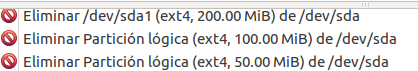 Eliminar /dev/sda1 (ext4, 200.00 MiB) de /dev/sda
Eliminar Partición lógica (ext4, 100.00 MiB) de /dev/sda
Eliminar Partición lógica (ext4, 50.00 MiB) de /dev/sda